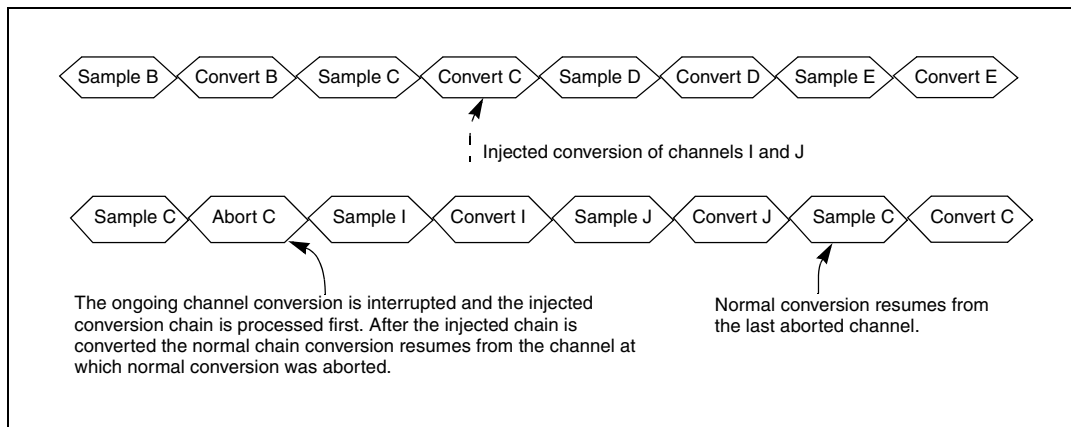 Sample B Convert B Sample C Convert C Sample D Convert D Sample E Convert E
Injected conversion of channels I and J
Sample C Abort C Sample I Convert I Sample J Convert J Sample C Convert C
The ongoing channel conversion is interrupted and the injected
conversion chain is processed first. After the injected chain is
converted the normal chain conversion resumes from the channel at
which normal conversion was aborted.
Normal conversion resumes from
the last aborted channel.